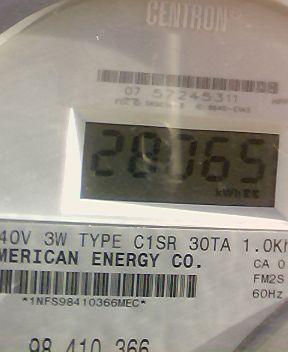 CENTRON®
07 57245311
28065
kWh
40V 3W TYPE C1SR 30TA 1.0Kh
MERICAN ENERGY CO.
CA 0
FM2S
60Hz
*1NFS98410366MEC*
98 410 366